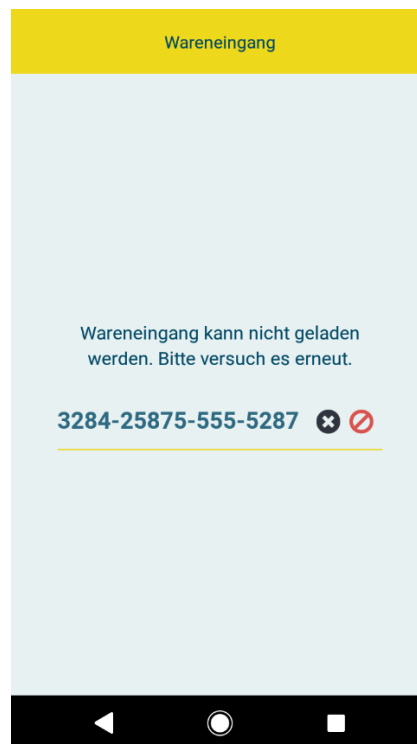 Wareneingang
Wareneingang kann nicht geladen
werden. Bitte versuch es erneut.
3284-25875-555-5287